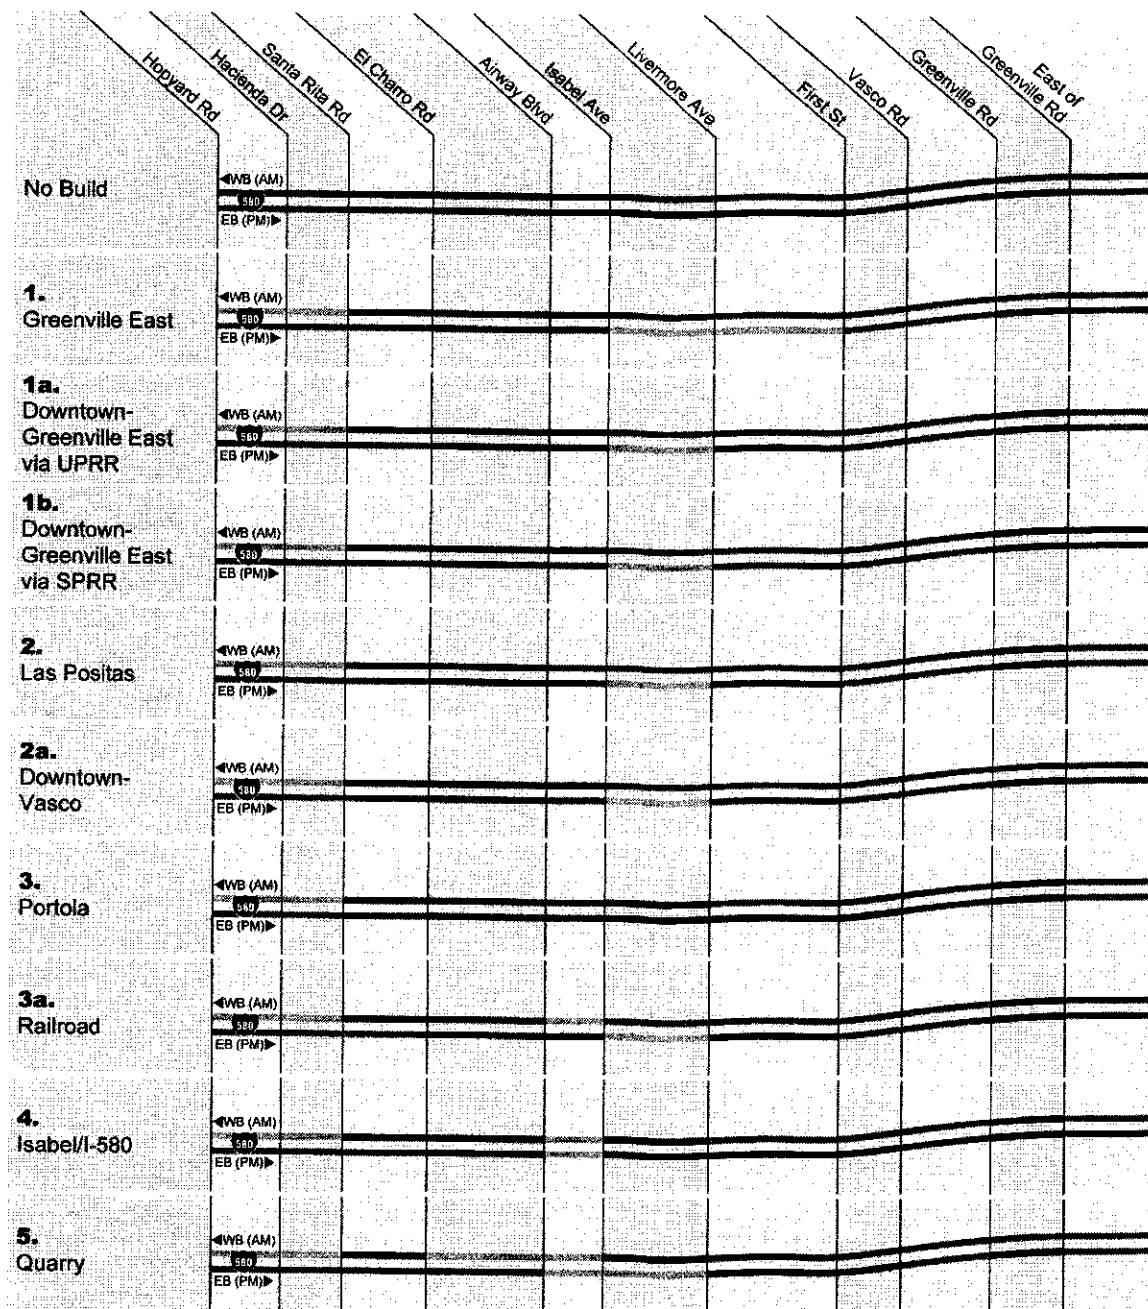 Hopyard Rd
Hacienda Dr
Santa Rita Rd
El Charro Rd
Airway Blvd
Isabel Ave
Livermore Ave
First St
Vasco Rd
Greenville Rd
East of
Greenville Rd
No Build
◀WB (AM)
580
EB (PM)▶
1.
Greenville East
◀WB (AM)
580
EB (PM)▶
1a.
Downtown-
Greenville East
via UPRR
◀WB (AM)
580
EB (PM)▶
1b.
Downtown-
Greenville East
via SPRR
◀WB (AM)
580
EB (PM)▶
2.
Las Positas
◀WB (AM)
580
EB (PM)▶
2a.
Downtown-
Vasco
◀WB (AM)
580
EB (PM)▶
3.
Portola
◀WB (AM)
580
EB (PM)▶
3a.
Railroad
◀WB (AM)
580
EB (PM)▶
4.
Isabel/I-580
◀WB (AM)
580
EB (PM)▶
5.
Quarry
◀WB (AM)
580
EB (PM)▶